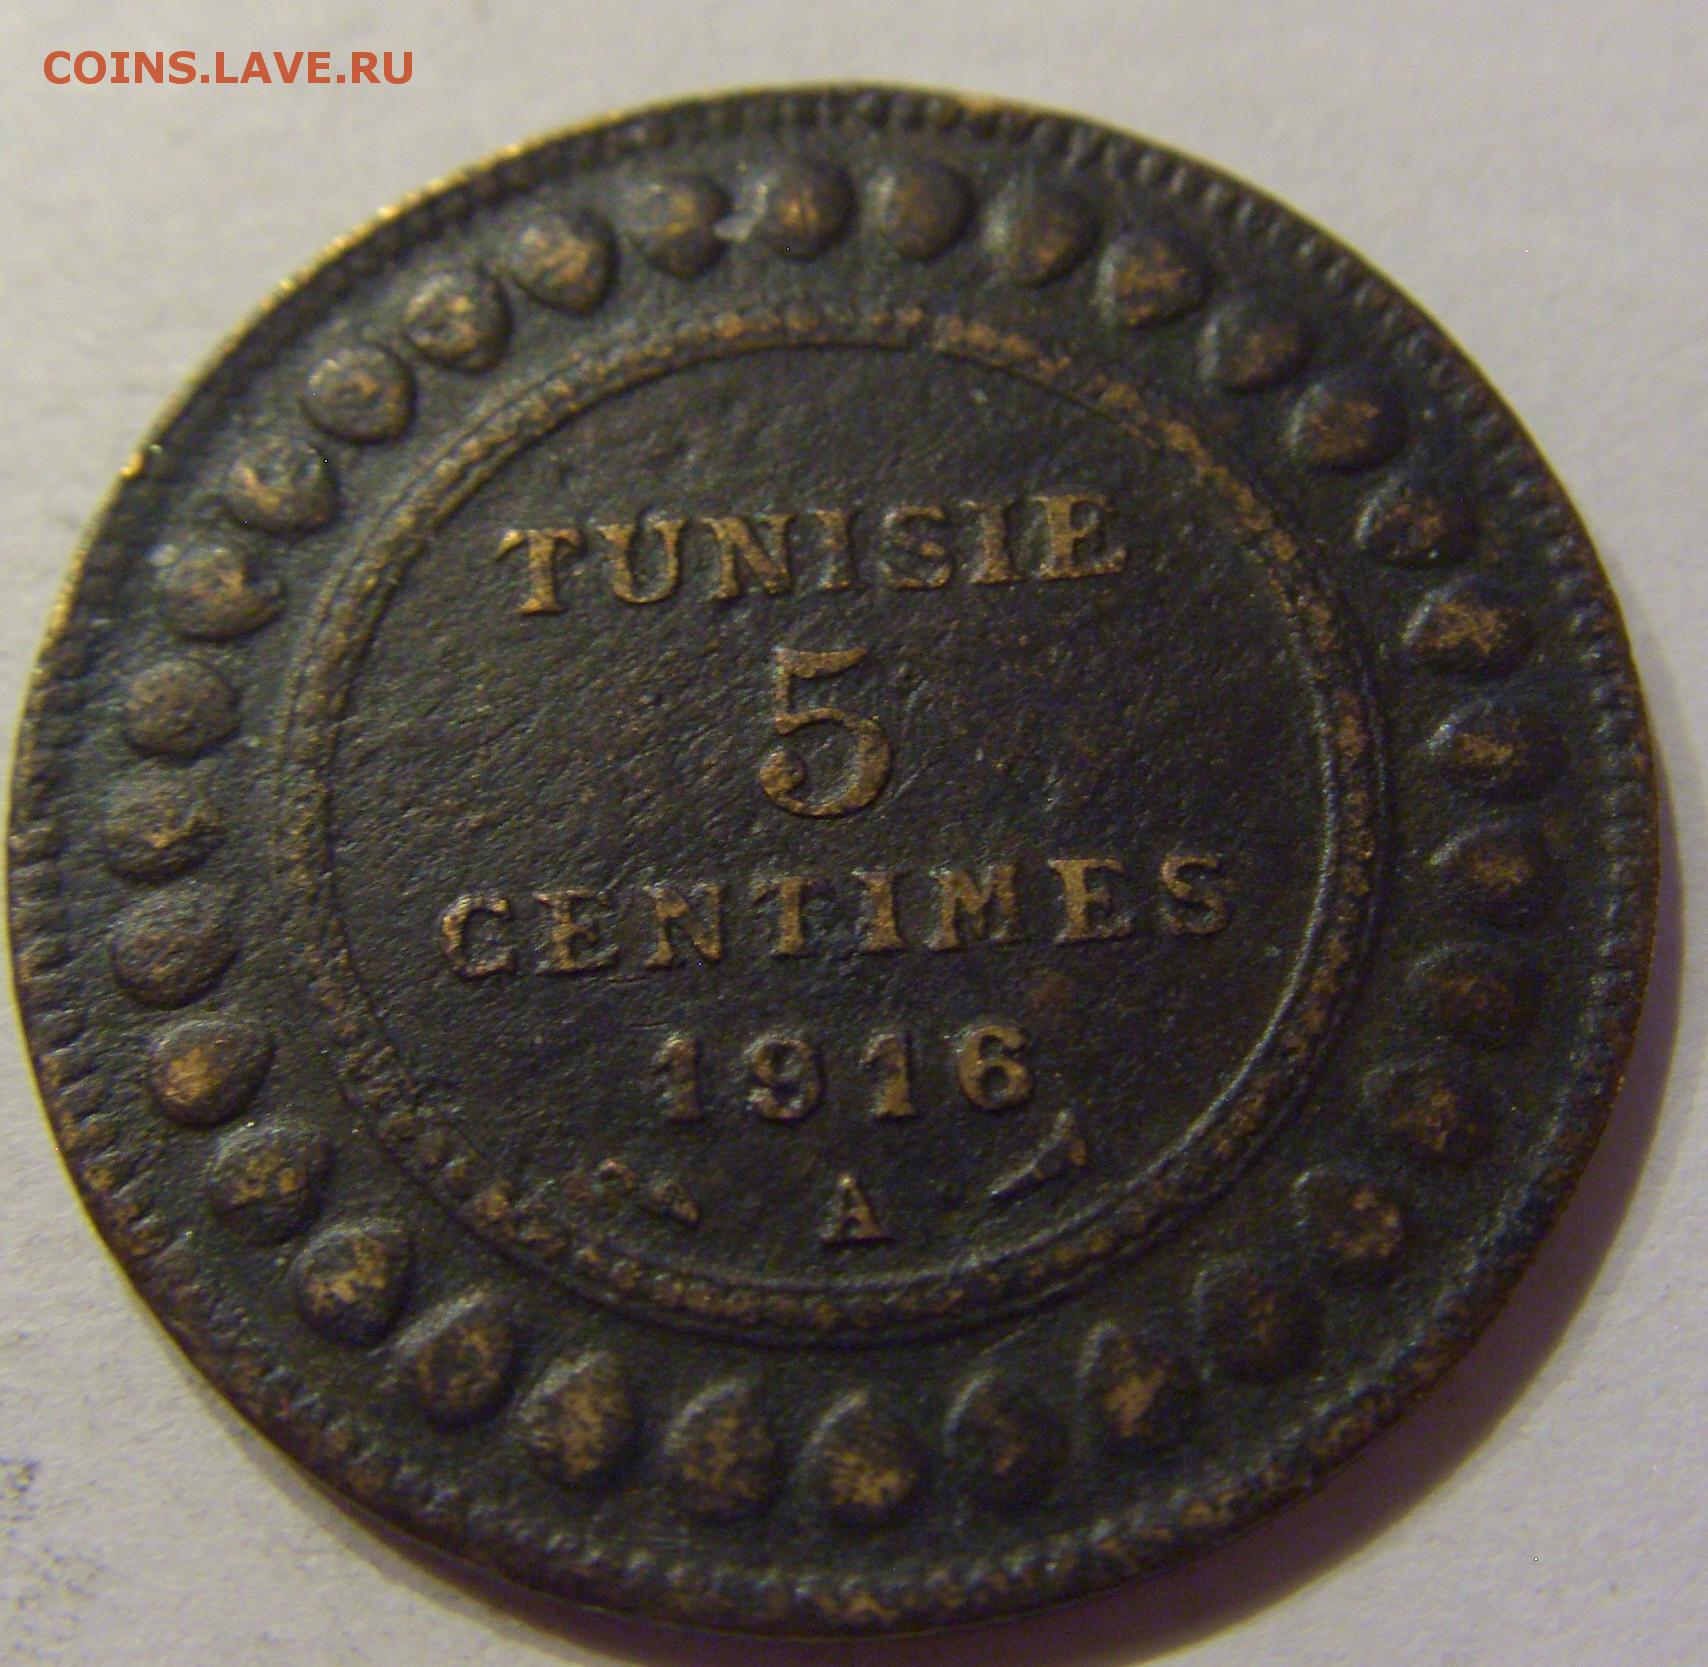 COINS.LAVE.RU
TUNISIE
5
CENTIMES
1916
A